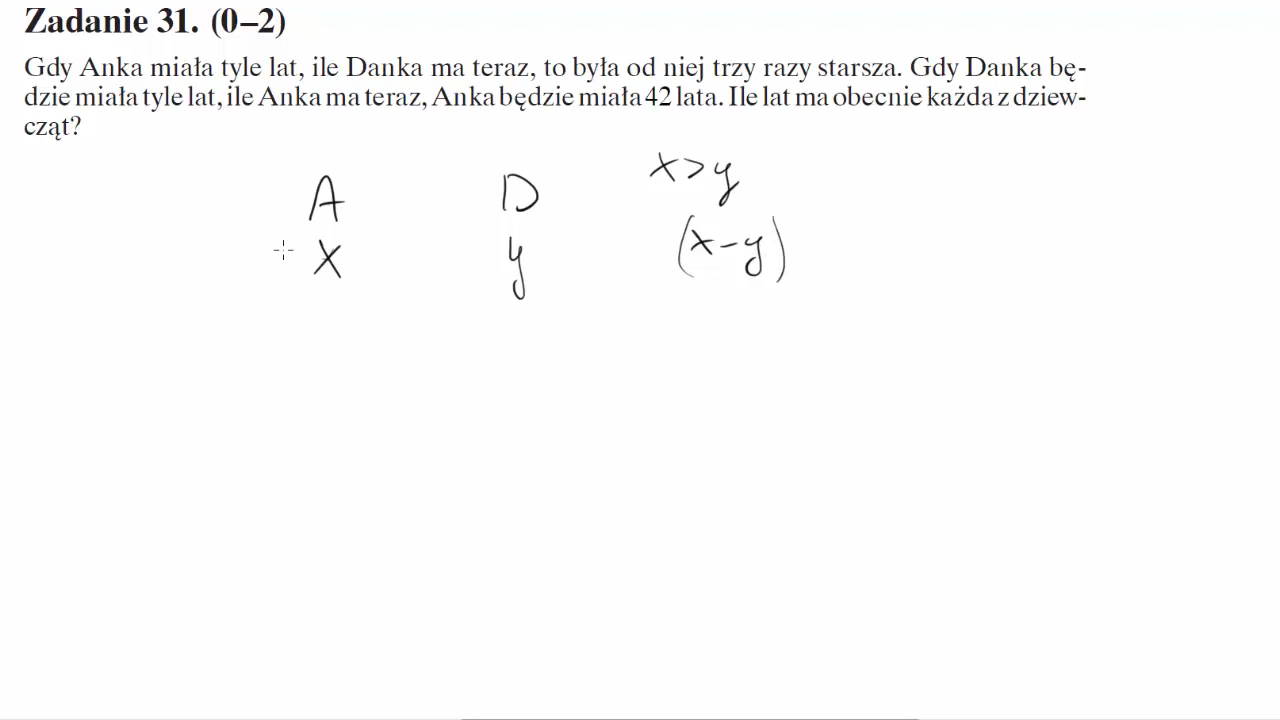 Zadanie 31. (0–2)
Gdy Anka miała tyle lat, ile Danka ma teraz, to była od niej trzy razy starsza. Gdy Danka bę-
dzie miała tyle lat, ile Anka ma teraz, Anka będzie miała 42 lata. Ile lat ma obecnie każda z dziew-
cząt?
x>y
A D
x y (x-y)